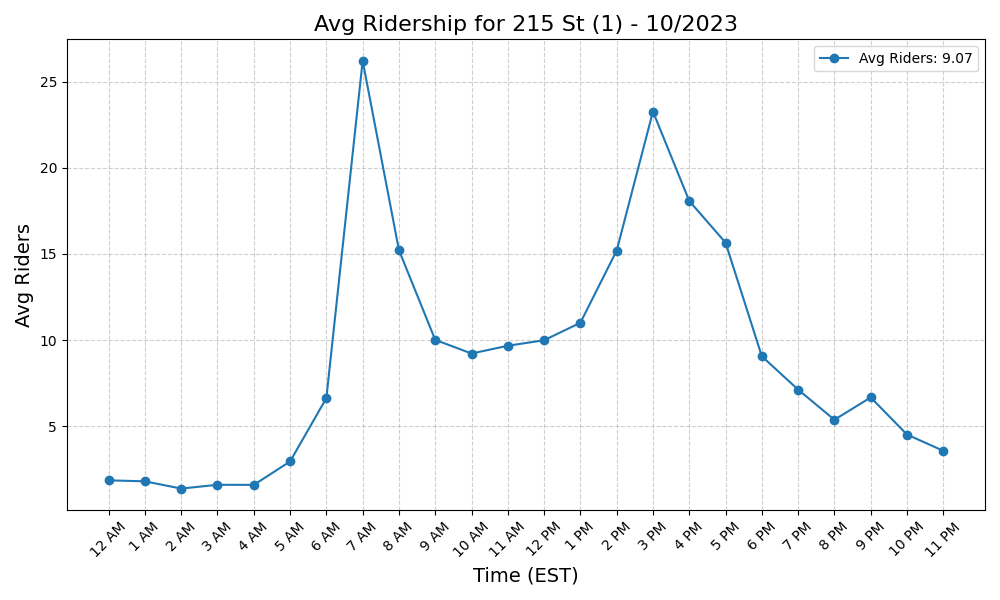 Avg Ridership for 215 St (1) - 10/2023
Avg Riders: 9.07
Avg Riders
25
20
15
10
5
12 AM
1 AM
2 AM
3 AM
4 AM
5 AM
6 AM
7 AM
8 AM
9 AM
10 AM
11 AM
12 PM
1 PM
2 PM
3 PM
4 PM
5 PM
6 PM
7 PM
8 PM
9 PM
10 PM
11 PM
Time (EST)